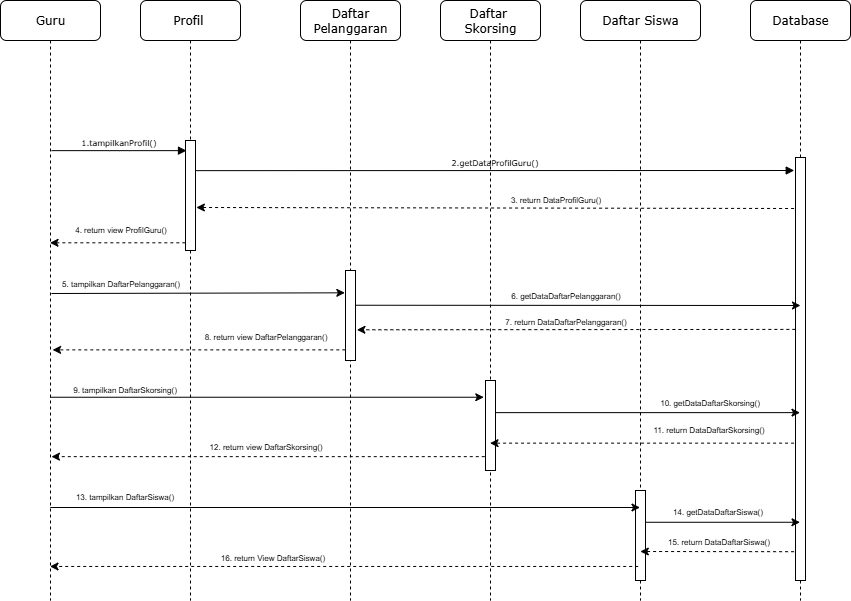 Guru
Profil
Daftar
Pelanggaran
Daftar
Skorsing
Daftar Siswa
Database
1.tampilkanProfil()
2.getDataProfilGuru()
3. return DataProfilGuru()
4. return view ProfilGuru()
5. tampilkan DaftarPelanggaran()
6. getDataDaftarPelanggaran()
7. return DataDaftarPelanggaran()
8. return view DaftarPelanggaran()
9. tampilkan DaftarSkorsing()
10. getDataDaftarSkorsing()
11. return DataDaftarSkorsing()
12. return view DaftarSkorsing()
13. tampilkan DaftarSiswa()
14. getDataDaftarSiswa()
15. return DataDaftarSiswa()
16. return View DaftarSiswa()